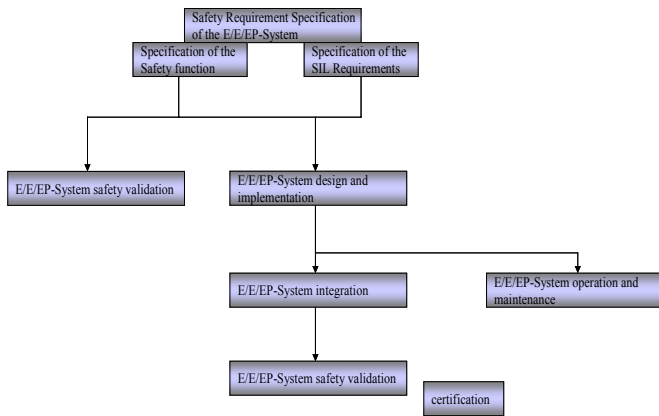 Safety Requirement Specification
of the E/E/EP-System
Specification of the
Safety function
Specification of the
SIL Requirements
E/E/EP-System safety validation
E/E/EP-System design and
implementation
E/E/EP-System integration
E/E/EP-System operation and
maintenance
E/E/EP-System safety validation
certification